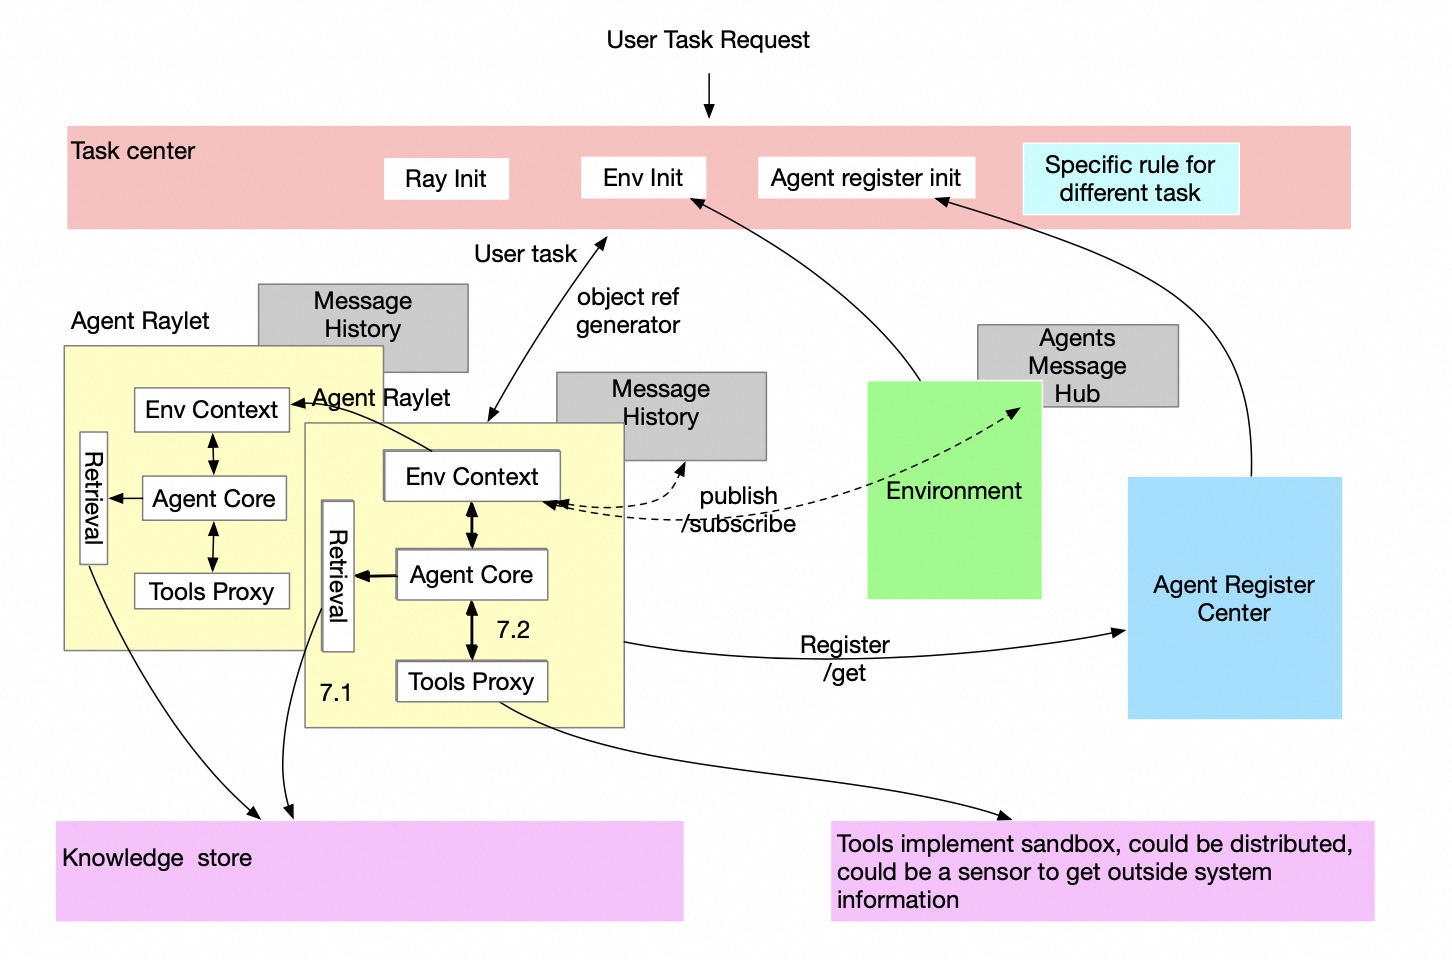 User Task Request
Task center
Ray Init
Env Init
Agent register init
Specific rule for
different task
User task
object ref
generator
Message
History
Agent Raylet
Env Context
Retrieval
Agent Core
Tools Proxy
Agent Raylet
Message
History
Env Context
Retrieval
Agent Core
7.2
Tools Proxy
7.1
publish
/subscribe
Agents
Message
Hub
Environment
Register
/get
Agent Register
Center
Knowledge  store
Tools implement sandbox, could be distributed,
could be a sensor to get outside system
information